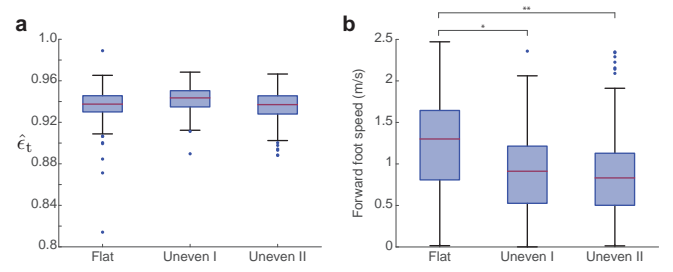 a
1.0
0.96
0.92
0.88
0.84
0.8
ϵ̂t
Flat Uneven I Uneven II
b
**
*
2.5
2
1.5
1
0.5
0
Forward foot speed (m/s)
Flat Uneven I Uneven II